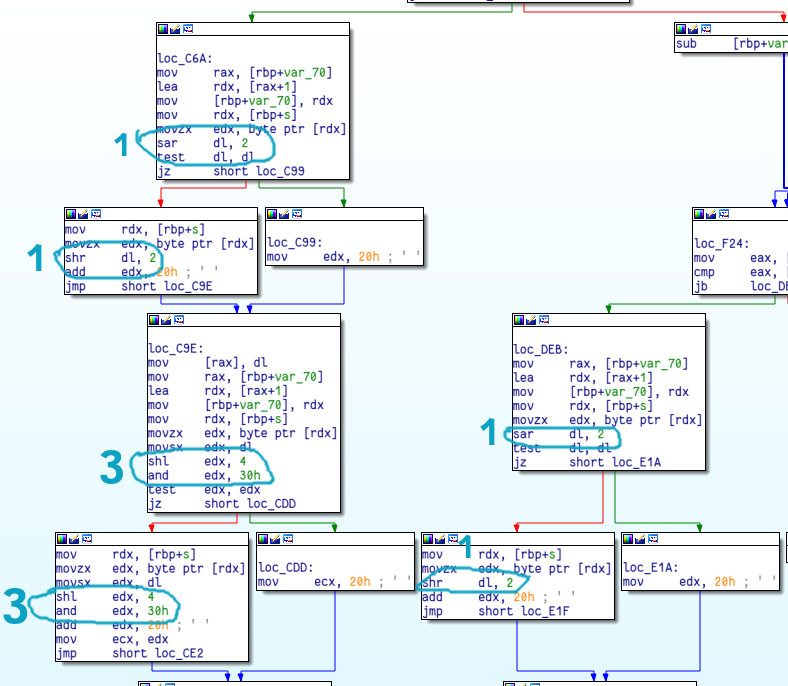 sub     [rbp+var
loc_C6A:
mov     rax, [rbp+var_70]
lea     rdx, [rax+1]
mov     [rbp+var_70], rdx
mov     rdx, [rbp+s]
movzx   edx, byte ptr [rdx]
1
sar     dl, 2
test    dl, dl
jz      short loc_C99
mov     rdx, [rbp+s]
movzx   edx, byte ptr [rdx]
1
shr     dl, 2
add     edx, 20h ; ' '
jmp     short loc_C9E
loc_C99:
mov     edx, 20h ; ' '
loc_F24:
mov     eax,
cmp     eax,
jb      loc_DE
loc_C9E:
mov     [rax], dl
mov     rax, [rbp+var_70]
lea     rdx, [rax+1]
mov     [rbp+var_70], rdx
mov     rdx, [rbp+s]
movzx   edx, byte ptr [rdx]
movsx   edx, dl
3
shl     edx, 4
and     edx, 30h
test    edx, edx
jz      short loc_CDD
loc_DEB:
mov     rax, [rbp+var_70]
lea     rdx, [rax+1]
mov     [rbp+var_70], rdx
mov     rdx, [rbp+s]
movzx   edx, byte ptr [rdx]
1
sar     dl, 2
test    dl, dl
jz      short loc_E1A
mov     rdx, [rbp+s]
movzx   edx, byte ptr [rdx]
movsx   edx, dl
3
shl     edx, 4
and     edx, 30h
add     edx, 20h ; ' '
mov     ecx, edx
jmp     short loc_CE2
loc_CDD:
mov     ecx, 20h ; ' '
1
mov     rdx, [rbp+s]
movzx   edx, byte ptr [rdx]
shr     dl, 2
add     edx, 20h ; ' '
jmp     short loc_E1F
loc_E1A:
mov     edx, 20h ; ' '